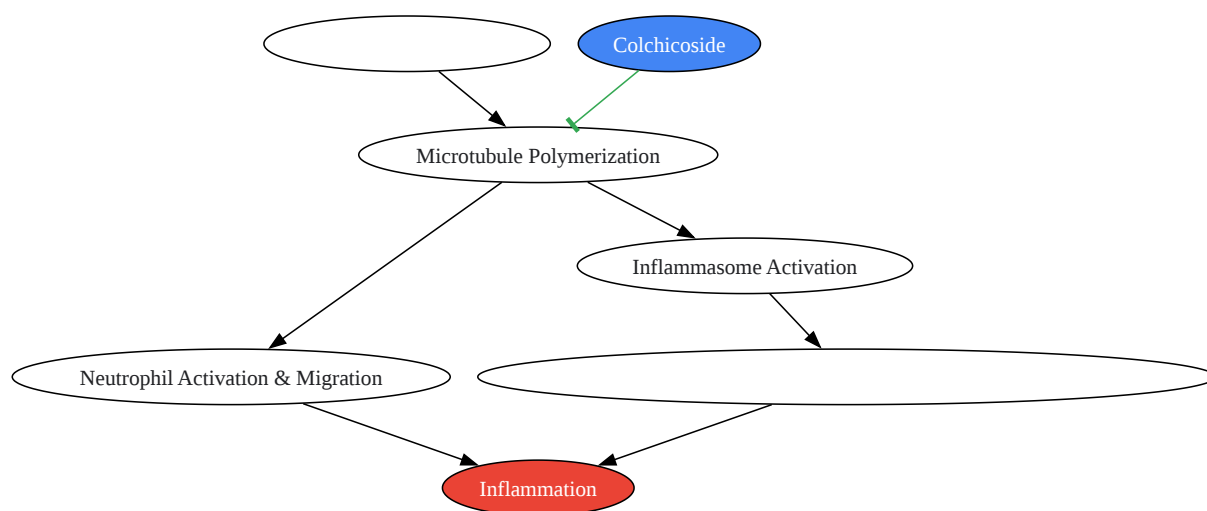 Colchicoside
Microtubule Polymerization
Inflammasome Activation
Neutrophil Activation & Migration
Inflammation